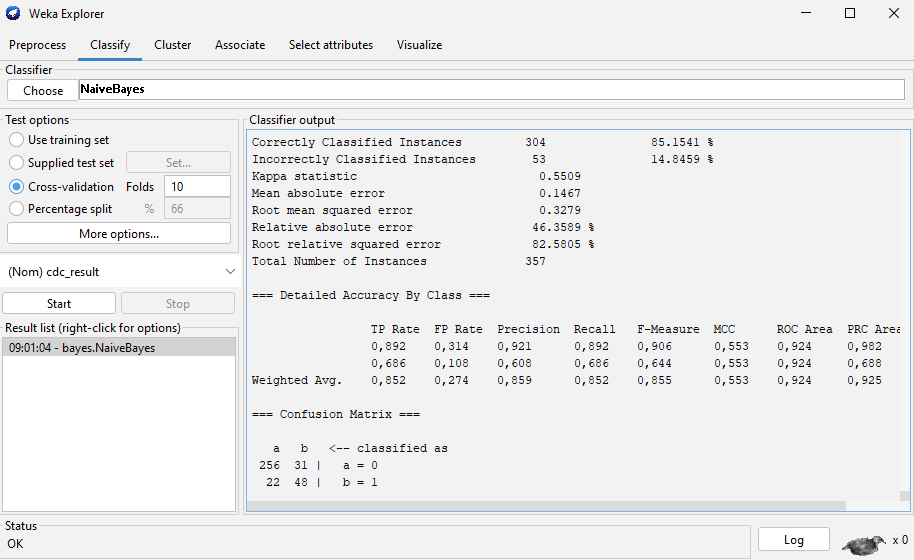 Weka Explorer
Preprocess Classify Cluster Associate Select attributes Visualize
Classifier
Choose NaiveBayes
Test options
Use training set
Supplied test set Set...
Cross-validation Folds 10
Percentage split % 66
More options...
(Nom) cdc_result
Start Stop
Result list (right-click for options)
09:01:04 - bayes.NaiveBayes
Classifier output
Correctly Classified Instances 304 85.1541 %
Incorrectly Classified Instances 53 14.8459 %
Kappa statistic 0.5509
Mean absolute error 0.1467
Root mean squared error 0.3279
Relative absolute error 46.3589 %
Root relative squared error 82.5805 %
Total Number of Instances 357
=== Detailed Accuracy By Class ===
TP Rate FP Rate Precision Recall F-Measure MCC ROC Area PRC Area
0,892 0,314 0,921 0,892 0,906 0,553 0,924 0,982
0,686 0,108 0,608 0,686 0,644 0,553 0,924 0,688
Weighted Avg. 0,852 0,274 0,859 0,852 0,855 0,553 0,924 0,925
=== Confusion Matrix ===
a b <-- classified as
256 31 | a = 0
22 48 | b = 1
Status
OK
Log
x 0